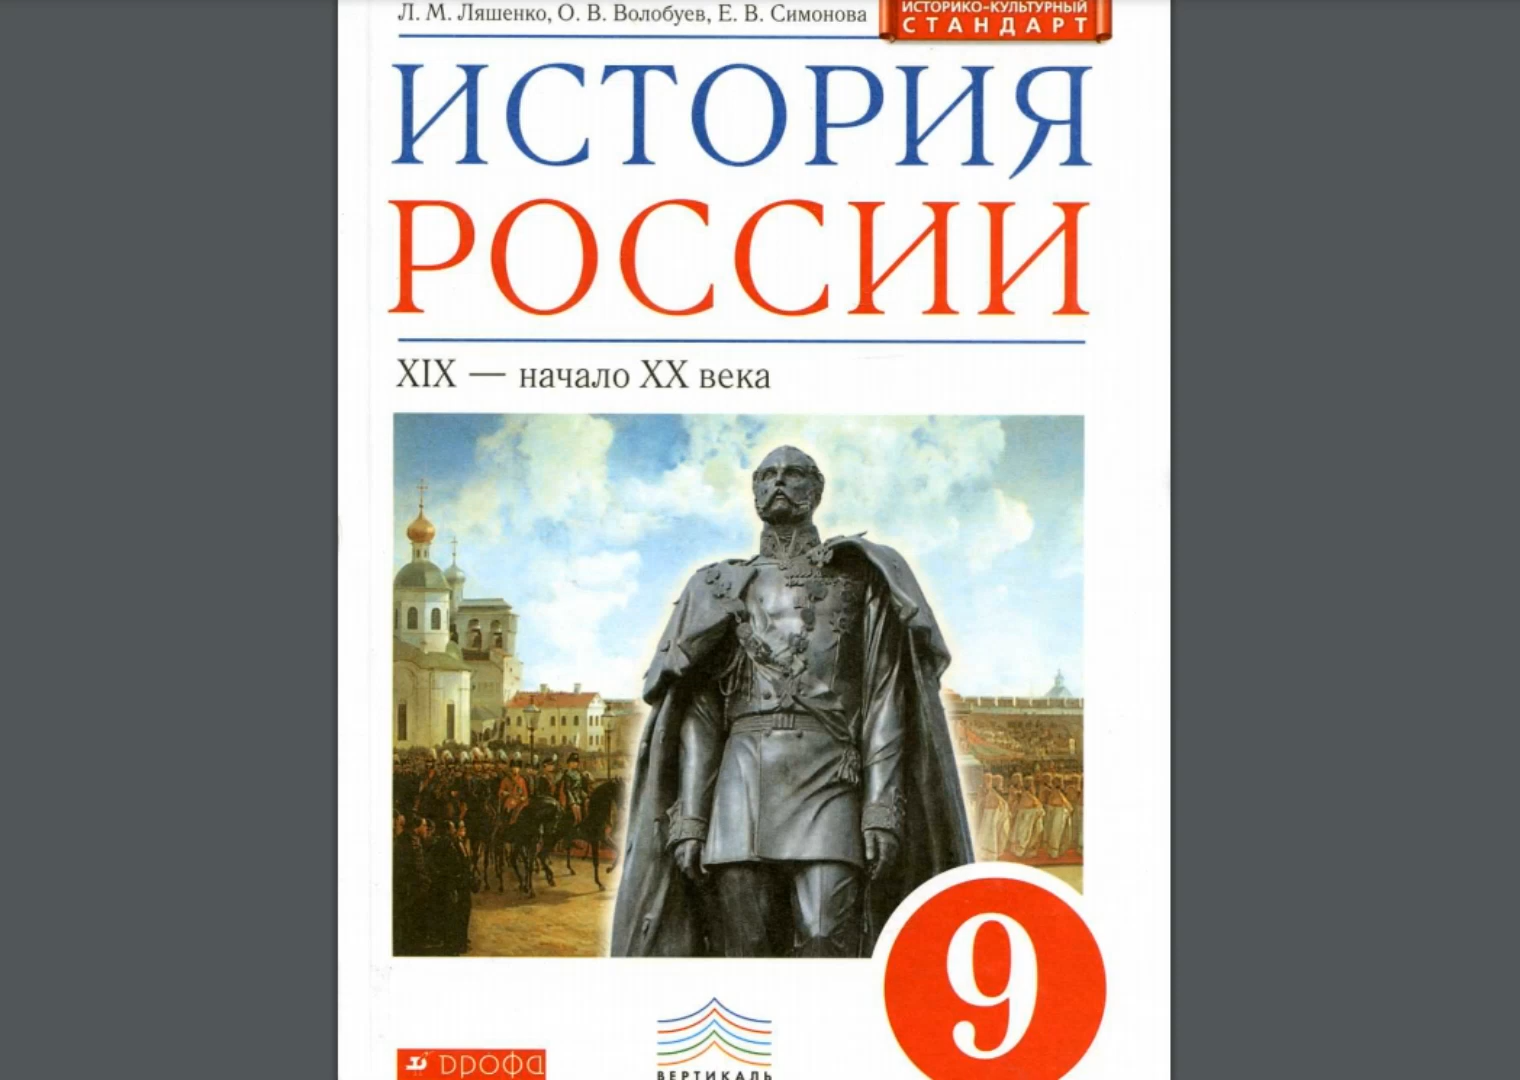 Л. М. Ляшенко, О. В. Волобуев, Е. В. Симонова
ИСТОРИКО-КУЛЬТУРНЫЙ
СТАНДАРТ
ИСТОРИЯ
РОССИИ
XIX — начало XX века
9
дрофа
ВЕРТИКАЛЬ